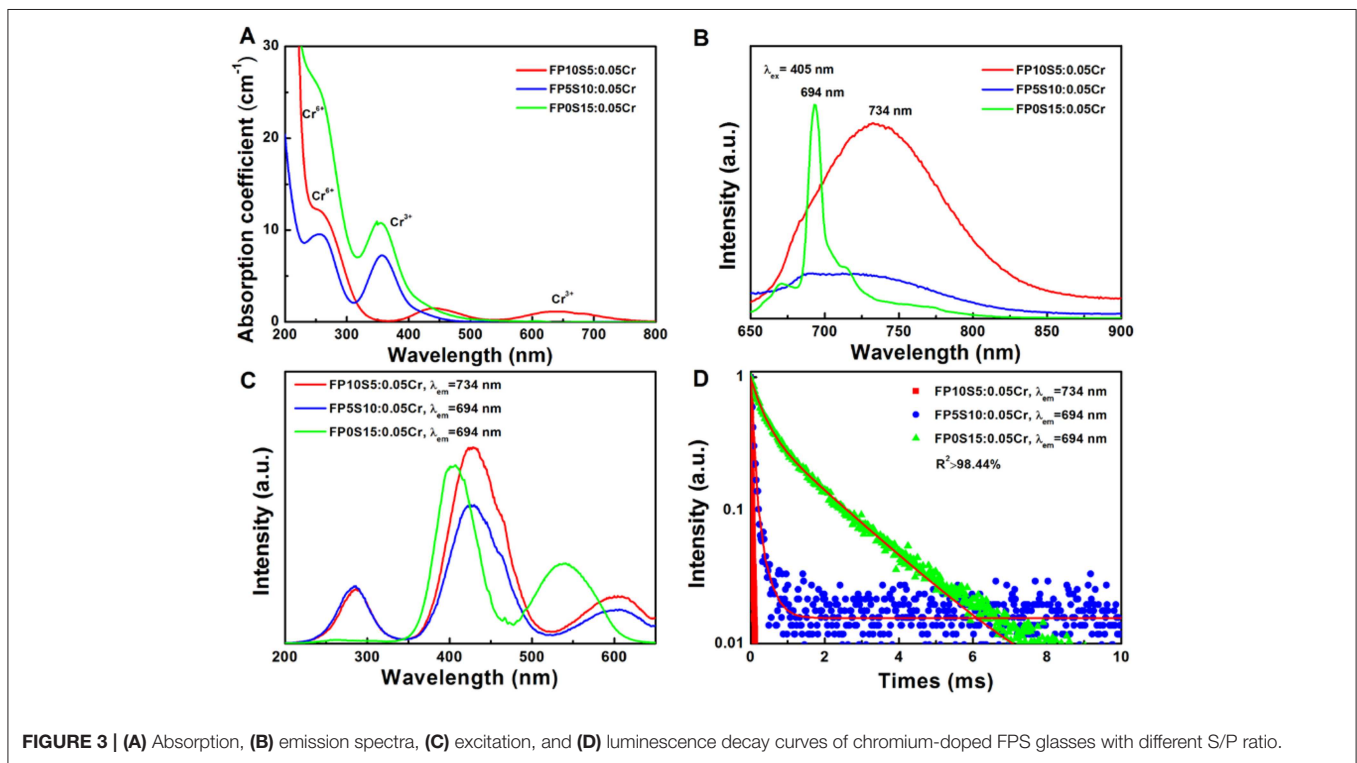 A
30
20
10
0
Absorption coefficient (cm⁻¹)
Cr⁶⁺
Cr⁶⁺
Cr³⁺
Cr³⁺
FP10S5:0.05Cr
FP5S10:0.05Cr
FP0S15:0.05Cr
200 300 400 500 600 700 800
Wavelength (nm)
B
λex= 405 nm
694 nm
734 nm
FP10S5:0.05Cr
FP5S10:0.05Cr
FP0S15:0.05Cr
Intensity (a.u.)
650 700 750 800 850 900
Wavelength (nm)
C
FP10S5:0.05Cr, λem=734 nm
FP5S10:0.05Cr, λem=694 nm
FP0S15:0.05Cr, λem=694 nm
Intensity (a.u.)
200 300 400 500 600
Wavelength (nm)
D
1
0.1
0.01
Intensity (a.u.)
FP10S5:0.05Cr, λem=734 nm
FP5S10:0.05Cr, λem=694 nm
FP0S15:0.05Cr, λem=694 nm
R²>98.44%
0 2 4 6 8 10
Times (ms)
FIGURE 3 | (A) Absorption, (B) emission spectra, (C) excitation, and (D) luminescence decay curves of chromium-doped FPS glasses with different S/P ratio.